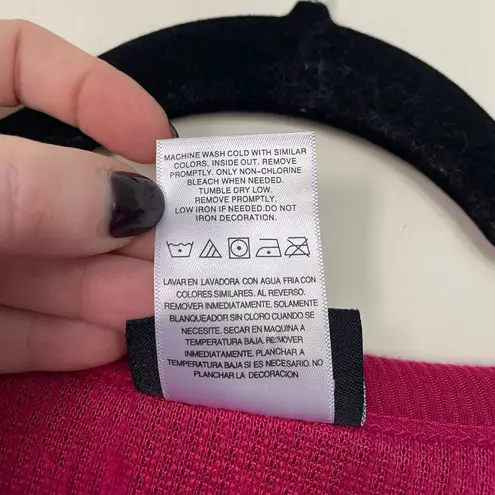 MACHINE WASH COLD WITH SIMILAR
COLORS. INSIDE OUT. REMOVE
PROMPTLY. ONLY NON-CHLORINE
BLEACH WHEN NEEDED.
TUMBLE DRY LOW.
REMOVE PROMPTLY.
LOW IRON IF NEEDED.DO NOT
IRON DECORATION.
LAVAR EN LAVADORA CON AGUA FRIA CON
COLORES SIMILARES. AL REVERSO.
REMOVER INMEDIATAMENTE. SOLAMENTE
BLANQUEADOR SIN CLORO CUANDO SE
NECESITE. SECAR EN MAQUINA A
TEMPERATURA BAJA. REMOVER
INMEDIATAMENTE. PLANCHAR A
TEMPERATURA BAJA SI ES NECESARIO. NO
PLANCHAR LA DECORACION